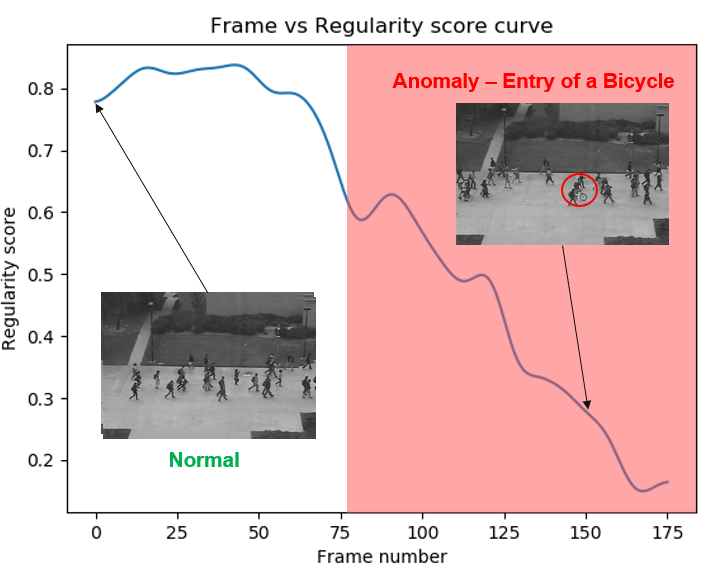 Frame vs Regularity score curve
Anomaly – Entry of a Bicycle
Regularity score
0.8
0.7
0.6
0.5
0.4
0.3
0.2
Normal
0 25 50 75 100 125 150 175
Frame number